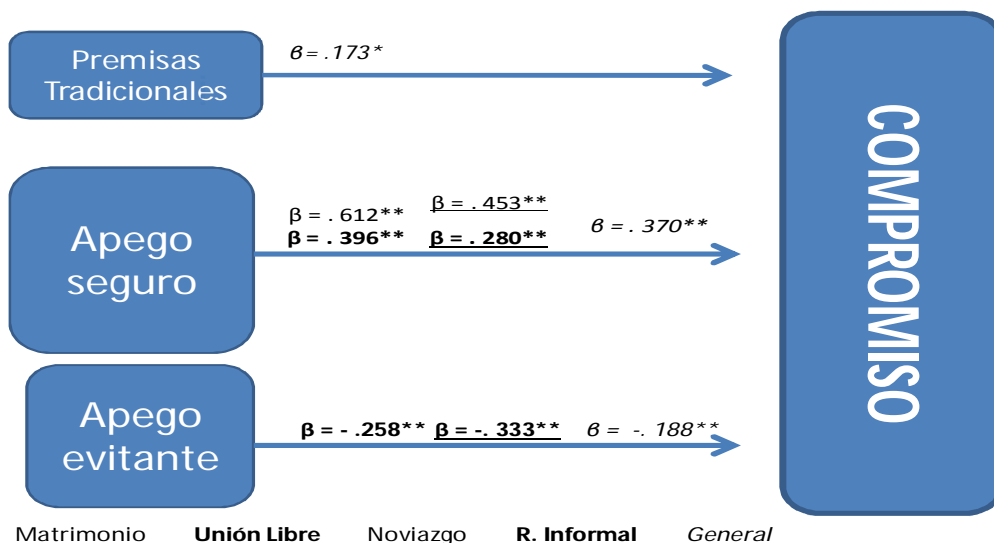 Premisas
Tradicionales
β = .173*
Apego
seguro
β = . 612**
β = . 453**
β = . 396**
β = . 280**
β = . 370**
Apego
evitante
β = - .258**
β = -. 333**
β = -. 188**
COMPROMISO
Matrimonio Unión Libre Noviazgo R. Informal General